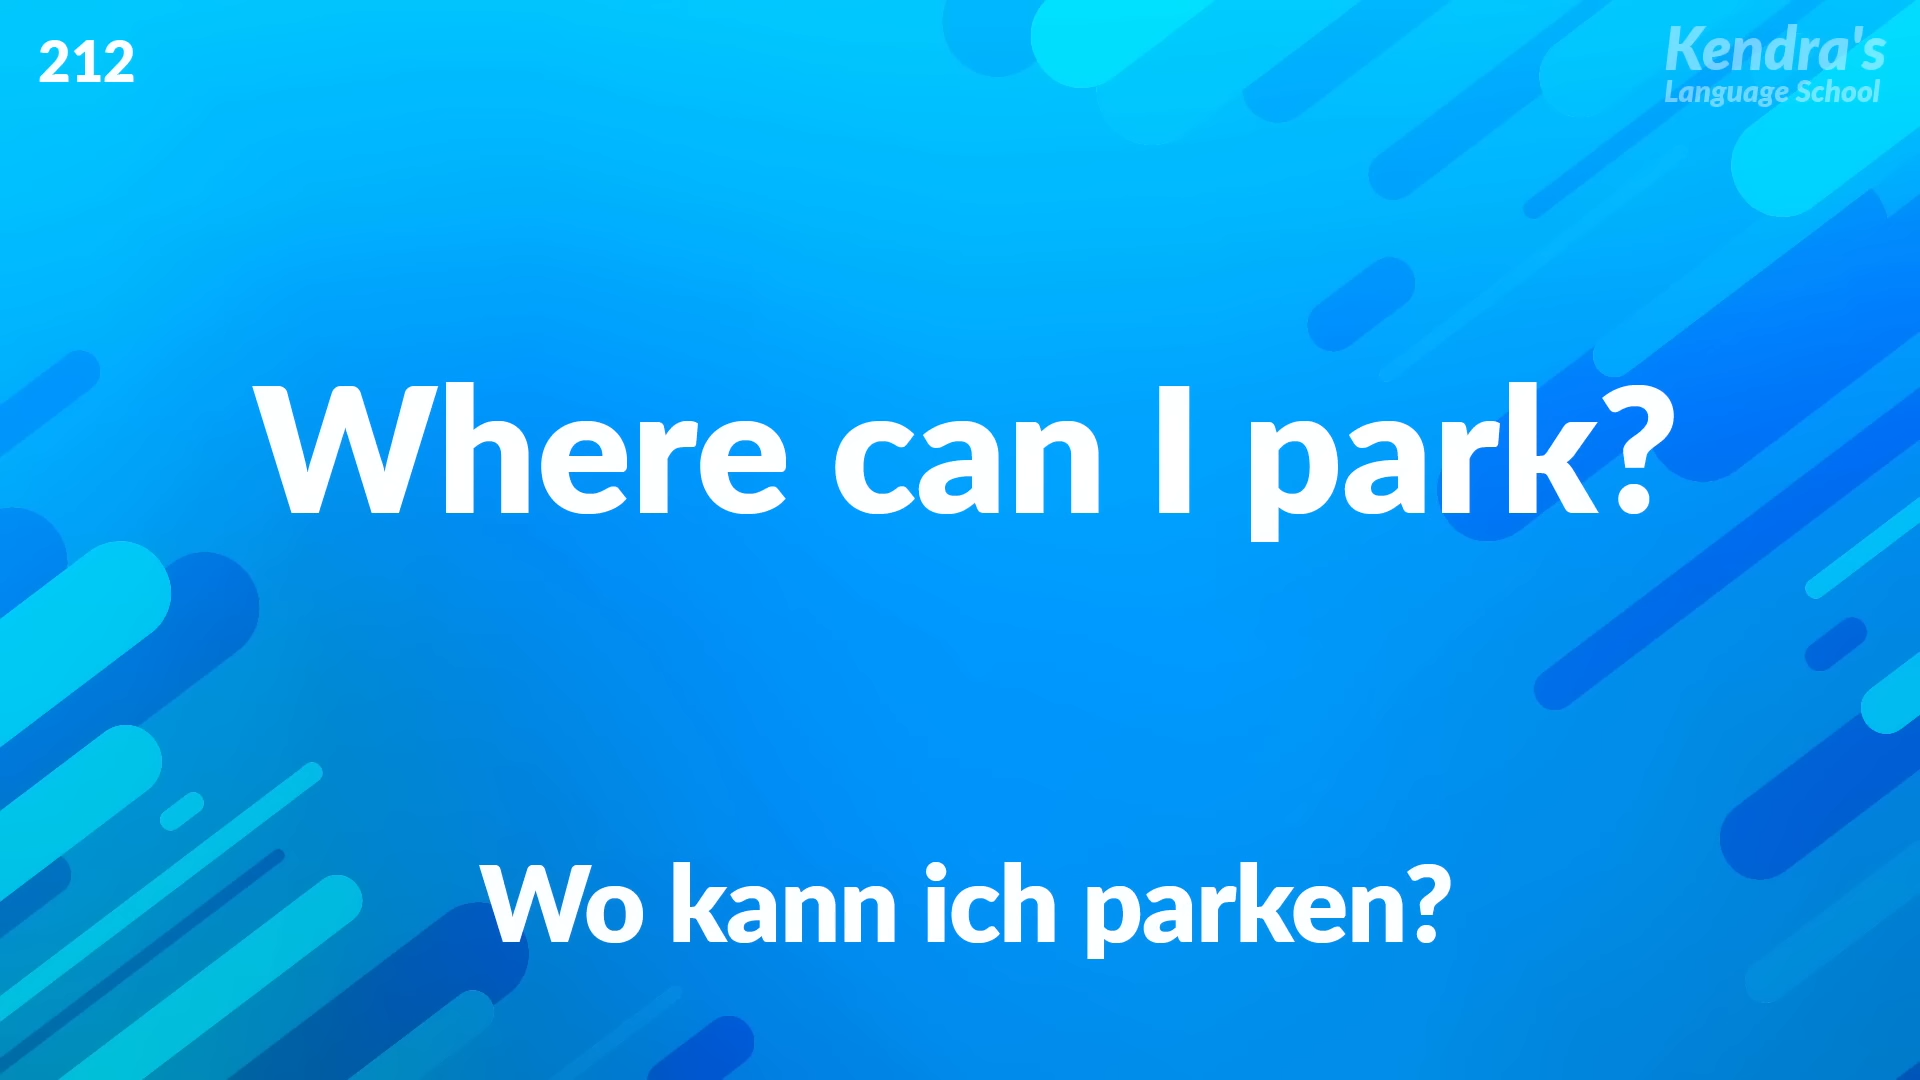 212
Kendra's
Language School
Where can I park?
Wo kann ich parken?